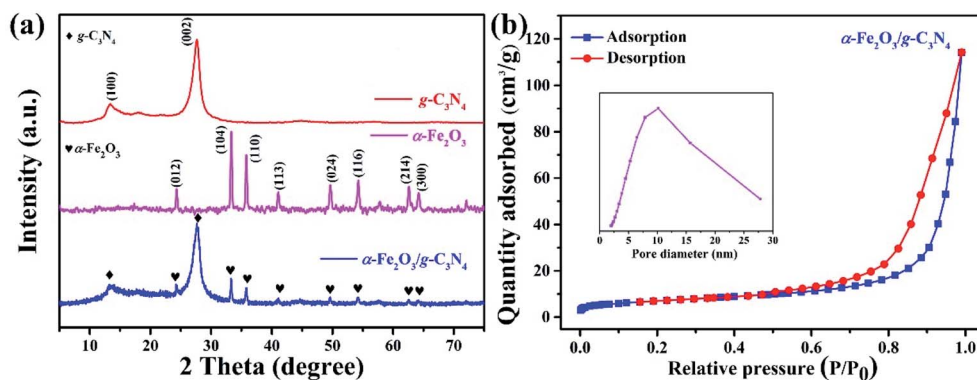 (a)
♦ g-C₃N₄
(002)
(100)
g-C₃N₄
♥ α-Fe₂O₃
(012)
(104)
(110)
(113)
(024)
(116)
(214)
(300)
α-Fe₂O₃
α-Fe₂O₃/g-C₃N₄
Intensity (a.u.)
10 20 30 40 50 60 70
2 Theta (degree)
(b)
Adsorption
Desorption
α-Fe₂O₃/g-C₃N₄
Quantity adsorbed (cm³/g)
120
100
80
60
40
20
0
0 5 10 15 20 25 30
Pore diameter (nm)
0.0 0.2 0.4 0.6 0.8 1.0
Relative pressure (P/P₀)